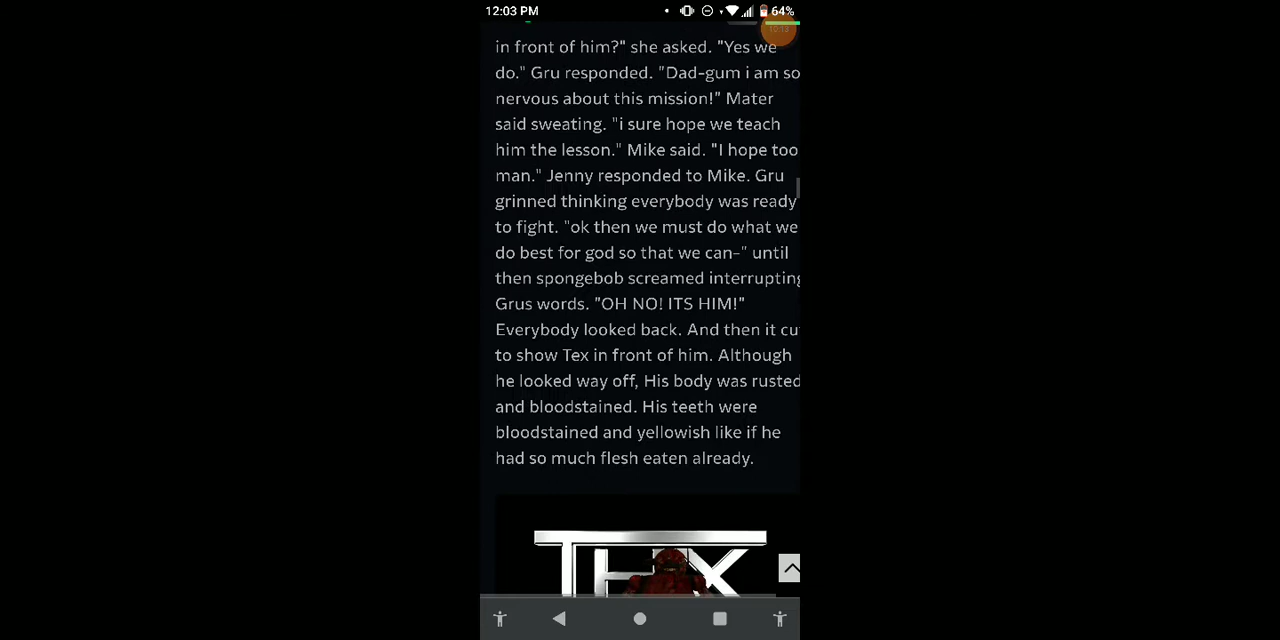 12:03 PM
64%
10:13
in front of him?" she asked. "Yes we
do." Gru responded. "Dad-gum i am so
nervous about this mission!" Mater
said sweating. "i sure hope we teach
him the lesson." Mike said. "I hope too
man." Jenny responded to Mike. Gru
grinned thinking everybody was ready
to fight. "ok then we must do what we
do best for god so that we can-" until
then spongebob screamed interrupting
Grus words. "OH NO! ITS HIM!"
Everybody looked back. And then it cu
to show Tex in front of him. Although
he looked way off, His body was rusted
and bloodstained. His teeth were
bloodstained and yellowish like if he
had so much flesh eaten already.
TEX